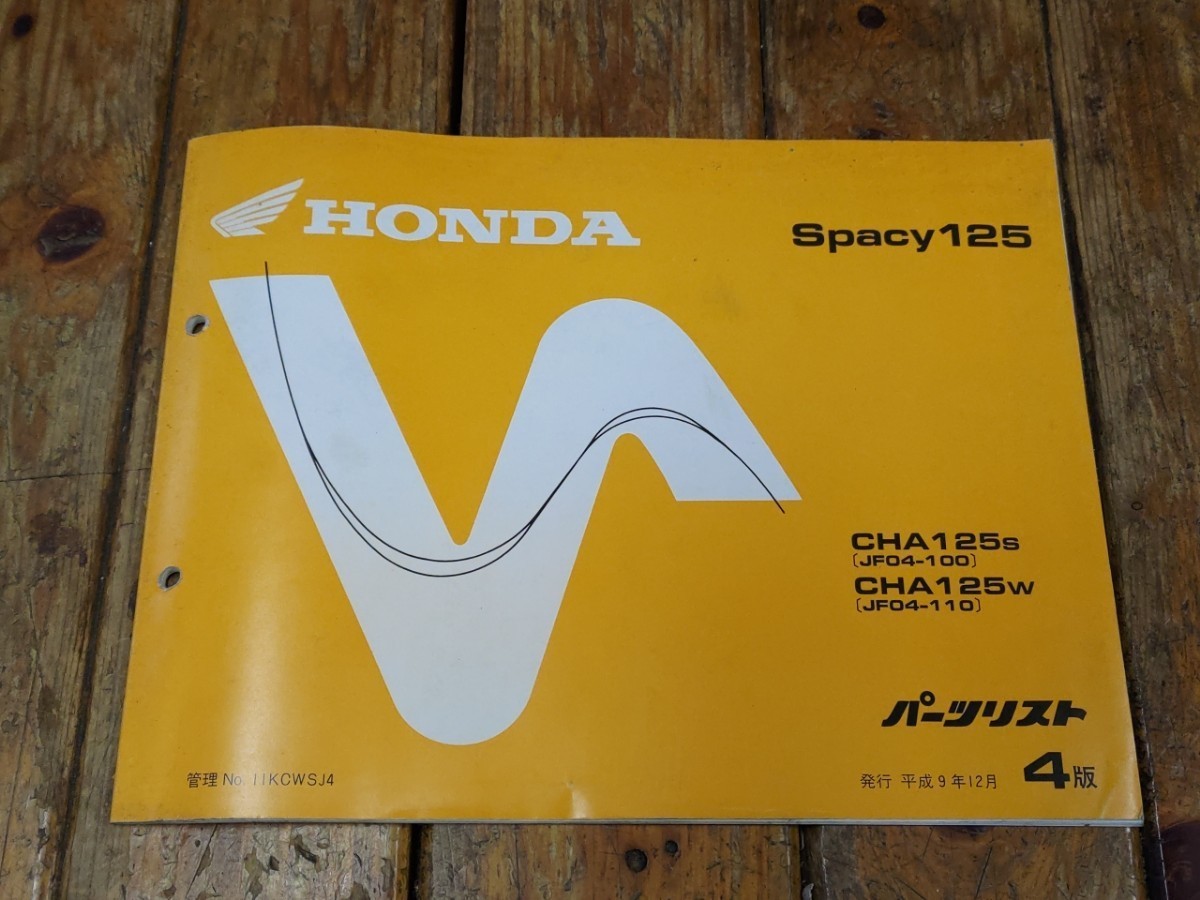 HONDA
Spacy125
CHA125S
〔JF04-100〕
CHA125W
〔JF04-110〕
パーツリスト
管理 No. 11KCWSJ4
発行 平成9年12月 4版